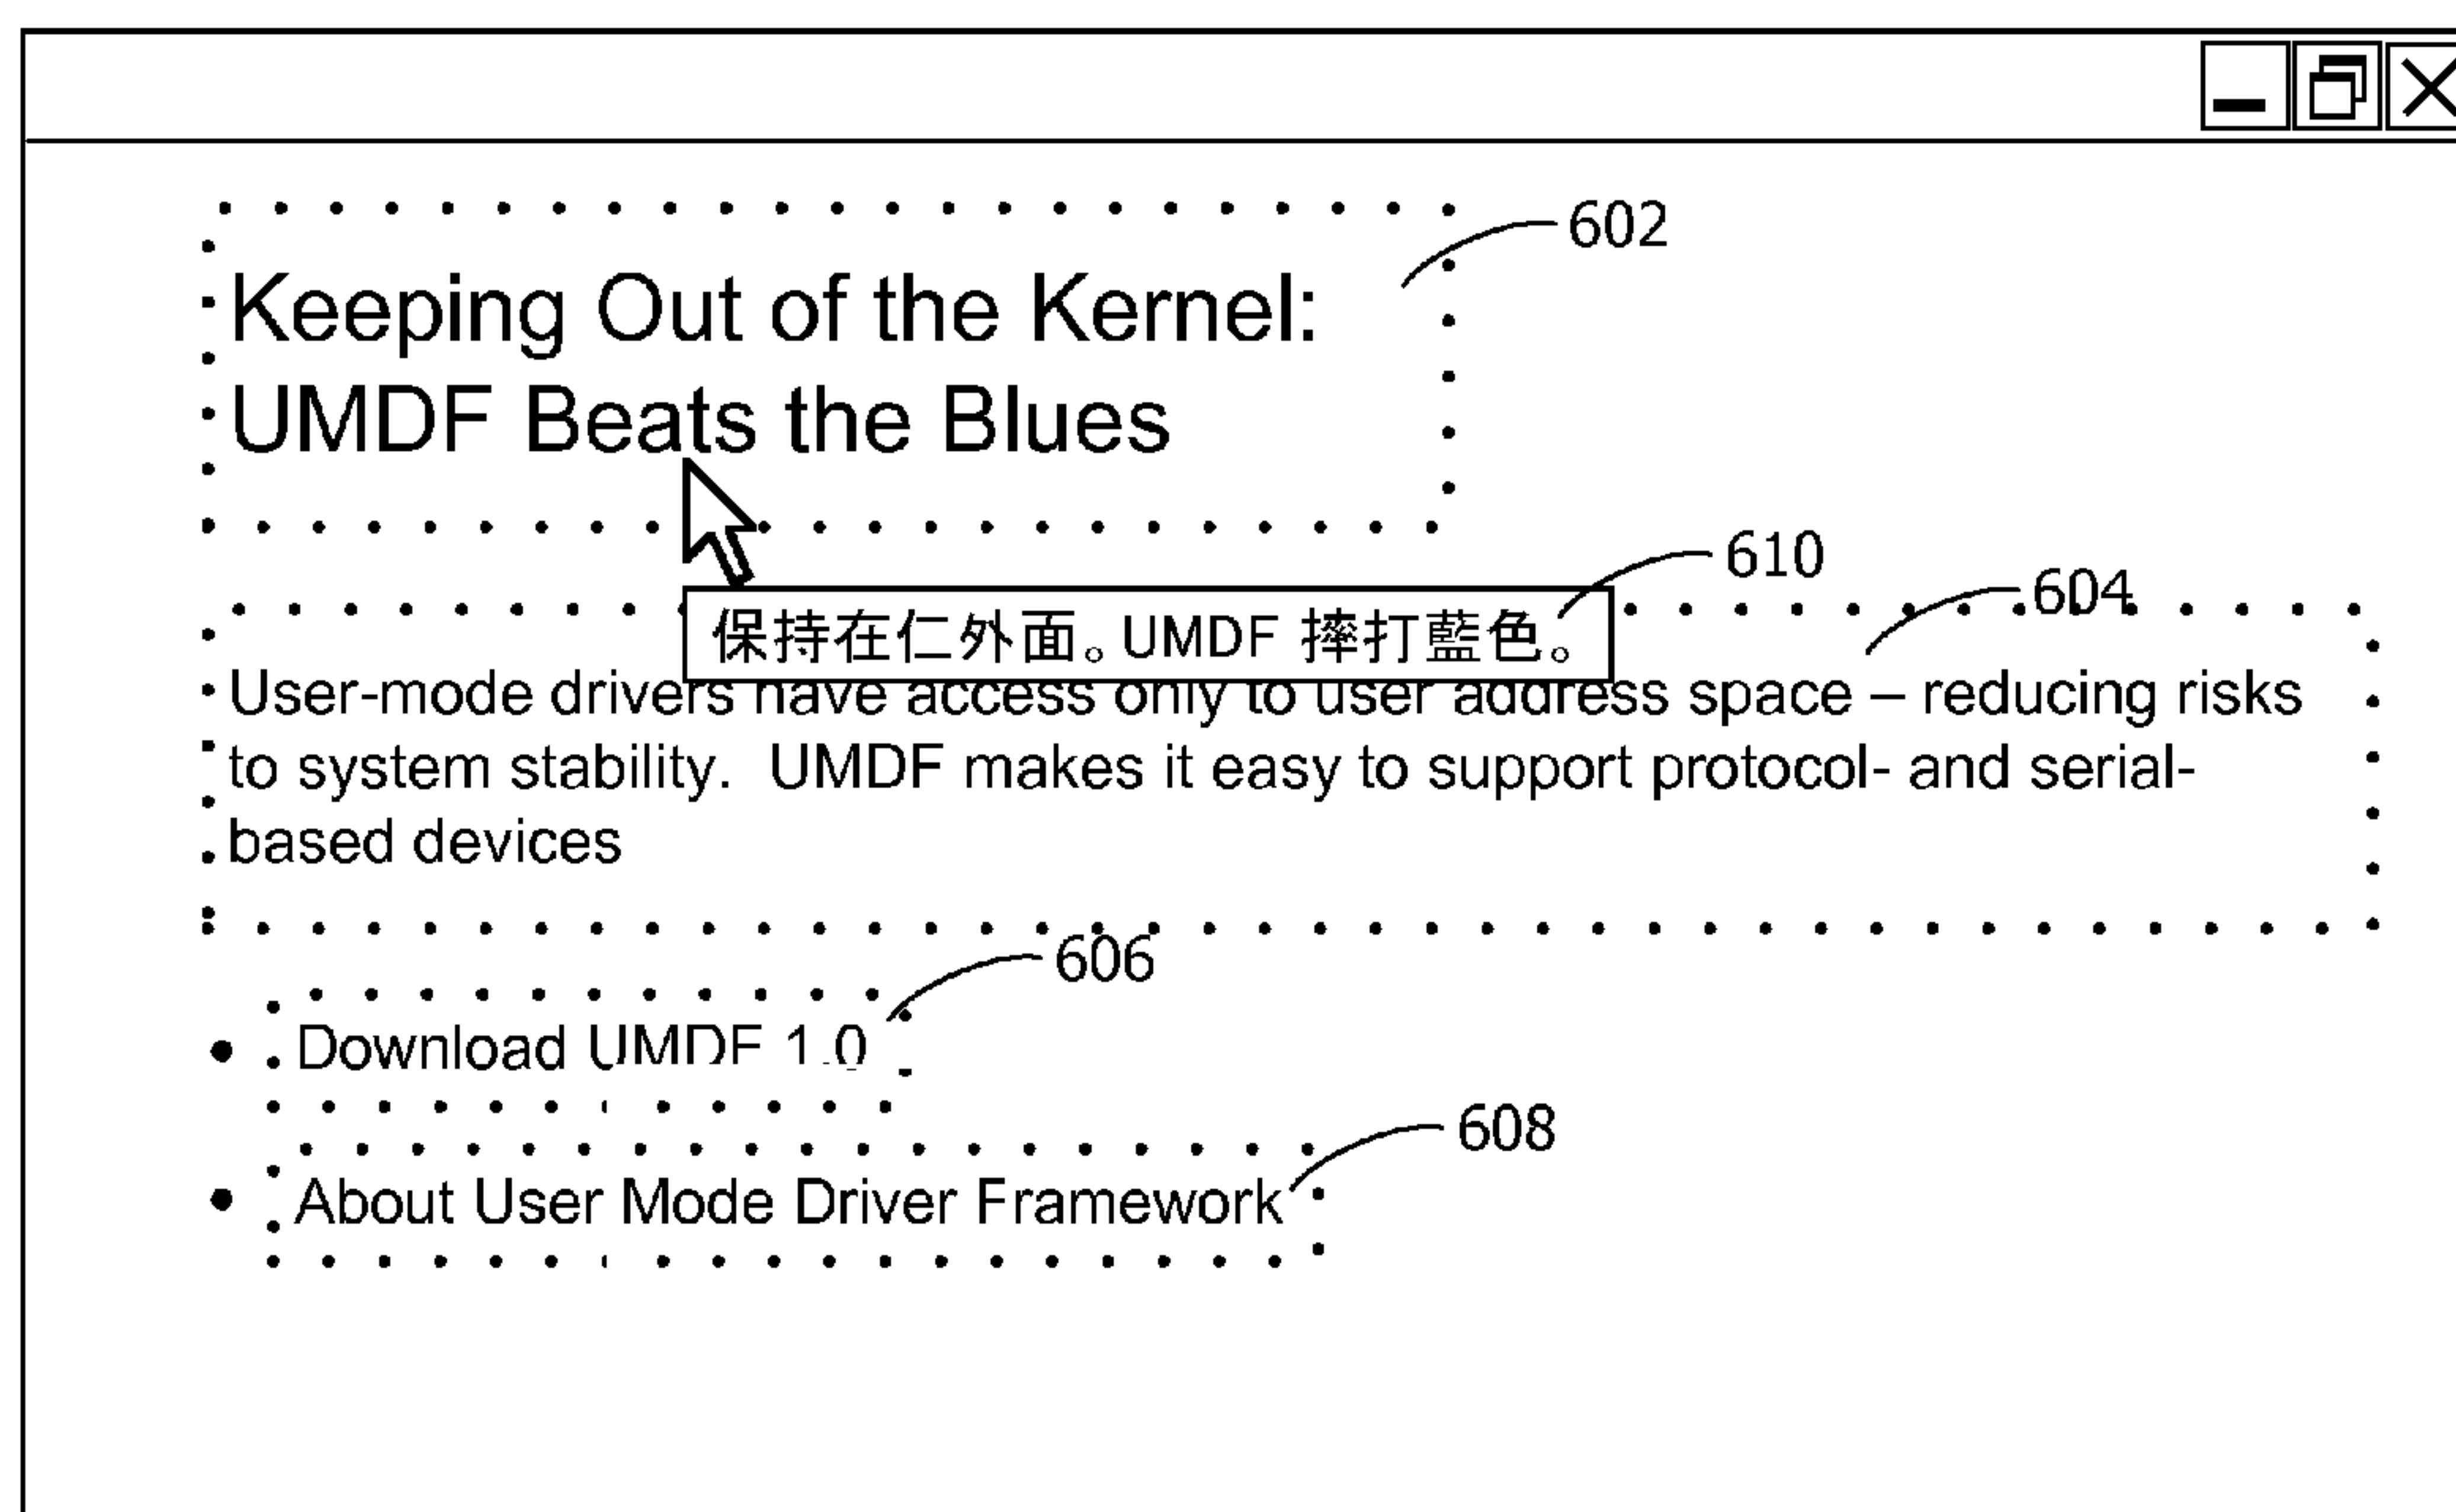 602
Keeping Out of the Kernel:
UMDF Beats the Blues
610
604
保持在仁外面。UMDF 摔打藍色。
User-mode drivers have access only to user address space – reducing risks
to system stability.  UMDF makes it easy to support protocol- and serial-
based devices
606
• Download UMDF 1.0
608
• About User Mode Driver Framework